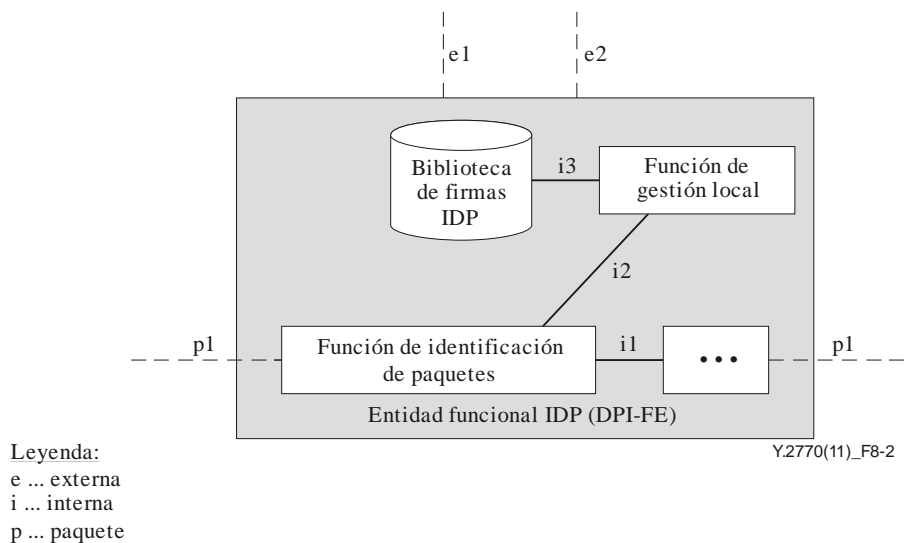 e1
e2
Biblioteca
de firmas
IDP
i3
Función de
gestión local
i2
p1
Función de identificación
de paquetes
i1
•••
p1
Entidad funcional IDP (DPI-FE)
Y.2770(11)_F8-2
Leyenda:
e ... externa
i ... interna
p ... paquete